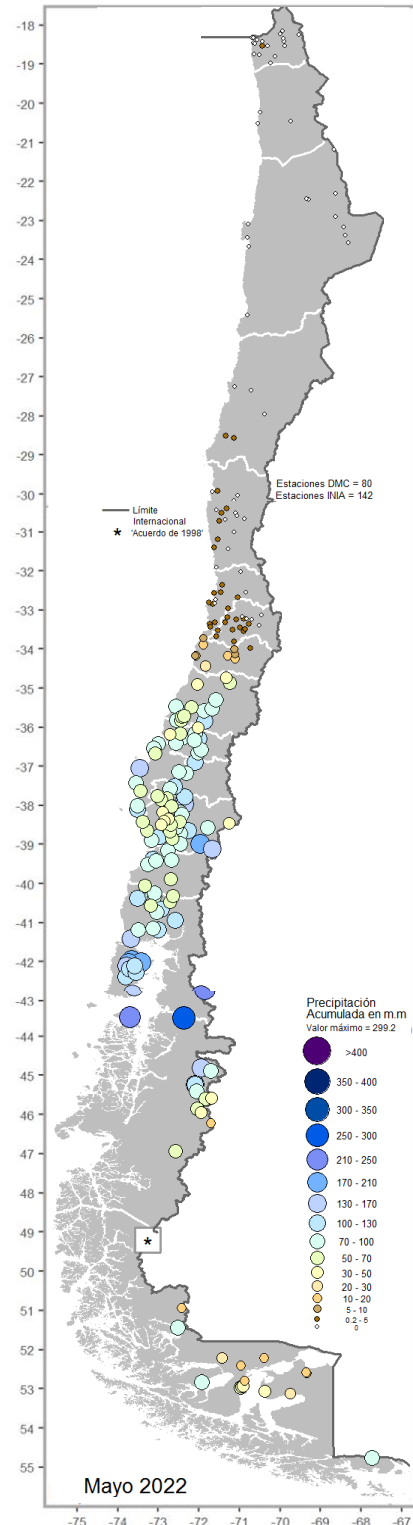 -18
-19
-20
-21
-22
-23
-24
-25
-26
-27
-28
-29
-30
-31
-32
-33
-34
-35
-36
-37
-38
-39
-40
-41
42
43
44
45
46
47
48
49
50
51
52
53
54
55
Estaciones DMC = 80
Estaciones INIA = 142
Límite
Internacional
* 'Acuerdo de 1998'
*
Precipitación
Acumulada en m.m
Valor máximo = 299.2
>400
350 - 400
300 - 350
250 - 300
210 - 250
170 - 210
130 - 170
100 - 130
70 - 100
50 - 70
30 - 50
20 - 30
10 - 20
5 - 10
0.2 - 5
0
Mayo 2022
-75 -74 -73 -72 -71 -70 -69 -68 -67